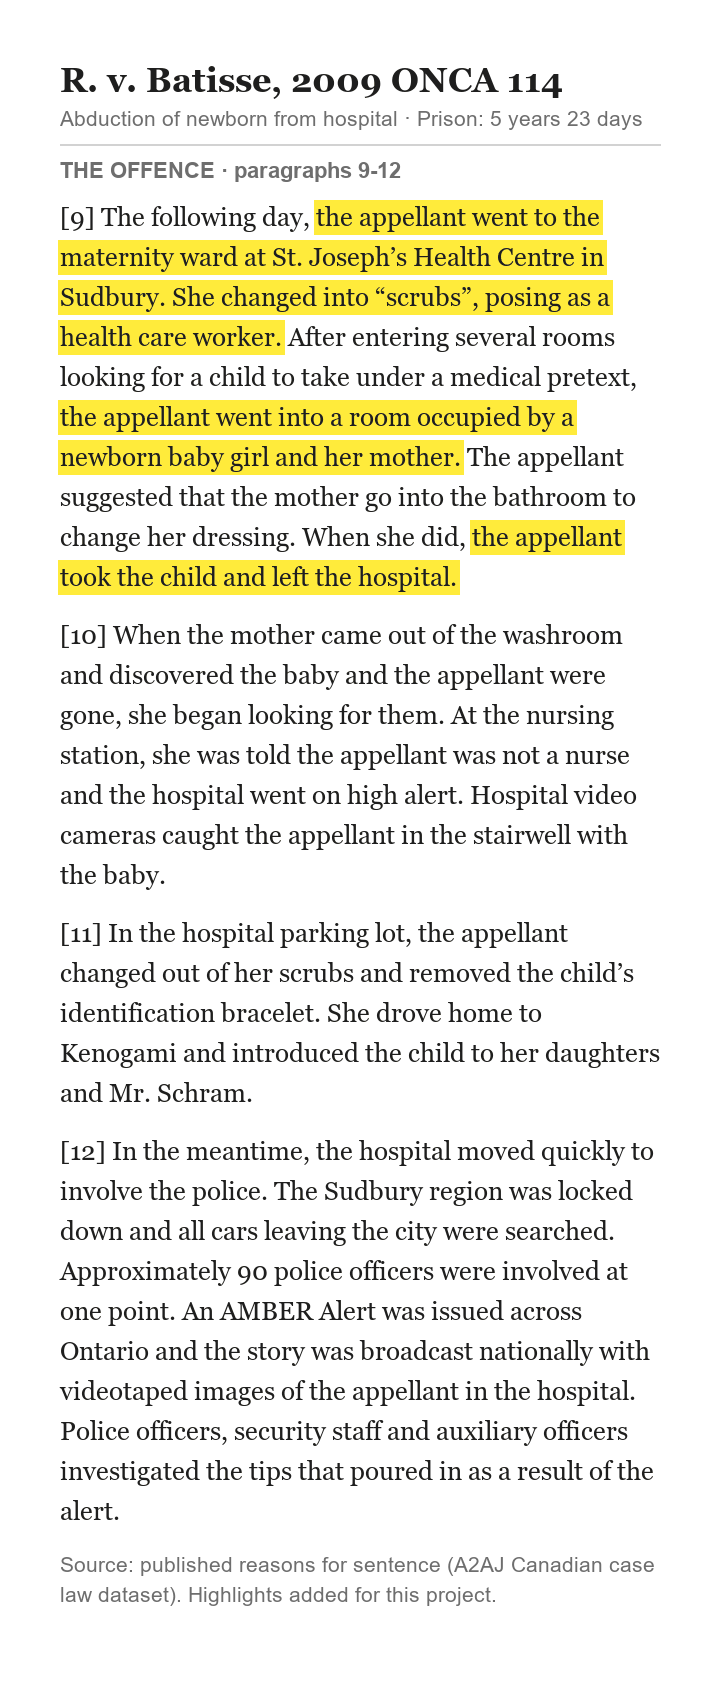 R. v. Batisse, 2009 ONCA 114
Abduction of newborn from hospital · Prison: 5 years 23 days
THE OFFENCE · paragraphs 9-12
[9] The following day, the appellant went to the
maternity ward at St. Joseph’s Health Centre in
Sudbury. She changed into “scrubs”, posing as a
health care worker. After entering several rooms
looking for a child to take under a medical pretext,
the appellant went into a room occupied by a
newborn baby girl and her mother. The appellant
suggested that the mother go into the bathroom to
change her dressing. When she did, the appellant
took the child and left the hospital.
[10] When the mother came out of the washroom
and discovered the baby and the appellant were
gone, she began looking for them. At the nursing
station, she was told the appellant was not a nurse
and the hospital went on high alert. Hospital video
cameras caught the appellant in the stairwell with
the baby.
[11] In the hospital parking lot, the appellant
changed out of her scrubs and removed the child’s
identification bracelet. She drove home to
Kenogami and introduced the child to her daughters
and Mr. Schram.
[12] In the meantime, the hospital moved quickly to
involve the police. The Sudbury region was locked
down and all cars leaving the city were searched.
Approximately 90 police officers were involved at
one point. An AMBER Alert was issued across
Ontario and the story was broadcast nationally with
videotaped images of the appellant in the hospital.
Police officers, security staff and auxiliary officers
investigated the tips that poured in as a result of the
alert.
Source: published reasons for sentence (A2AJ Canadian case
law dataset). Highlights added for this project.